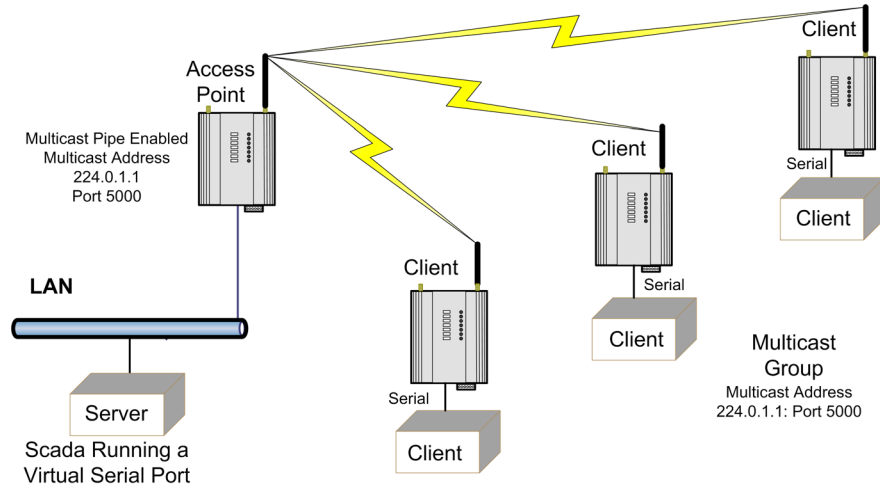 Client
Access
Point
Multicast Pipe Enabled
Multicast Address
224.0.1.1
Port 5000
Client
Serial
Client
Client
Serial
LAN
Client
Multicast
Group
Multicast Address
224.0.1.1: Port 5000
Serial
Server
Client
Scada Running a
Virtual Serial Port